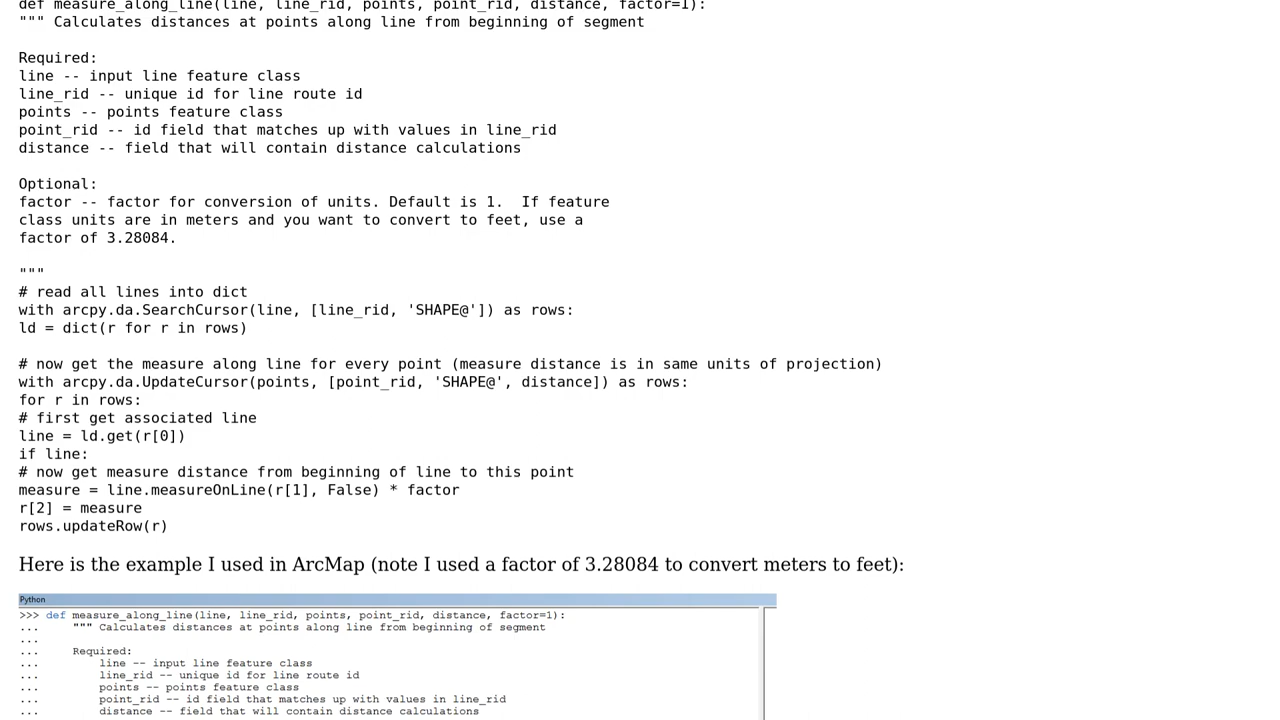 def measure_along_line(line, line_rid, points, point_rid, distance, factor=1):
""" Calculates distances at points along line from beginning of segment
Required:
line -- input line feature class
line_rid -- unique id for line route id
points -- points feature class
point_rid -- id field that matches up with values in line_rid
distance -- field that will contain distance calculations
Optional:
factor -- factor for conversion of units. Default is 1.  If feature
class units are in meters and you want to convert to feet, use a
factor of 3.28084.
"""
# read all lines into dict
with arcpy.da.SearchCursor(line, [line_rid, 'SHAPE@']) as rows:
ld = dict(r for r in rows)
# now get the measure along line for every point (measure distance is in same units of projection)
with arcpy.da.UpdateCursor(points, [point_rid, 'SHAPE@', distance]) as rows:
for r in rows:
# first get associated line
line = ld.get(r[0])
if line:
# now get measure distance from beginning of line to this point
measure = line.measureOnLine(r[1], False) * factor
r[2] = measure
rows.updateRow(r)
Here is the example I used in ArcMap (note I used a factor of 3.28084 to convert meters to feet):
Python
>>> def measure_along_line(line, line_rid, points, point_rid, distance, factor=1):
...     """ Calculates distances at points along line from beginning of segment
...
...     Required:
...         line -- input line feature class
...         line_rid -- unique id for line route id
...         points -- points feature class
...         point_rid -- id field that matches up with values in line_rid
...         distance -- field that will contain distance calculations